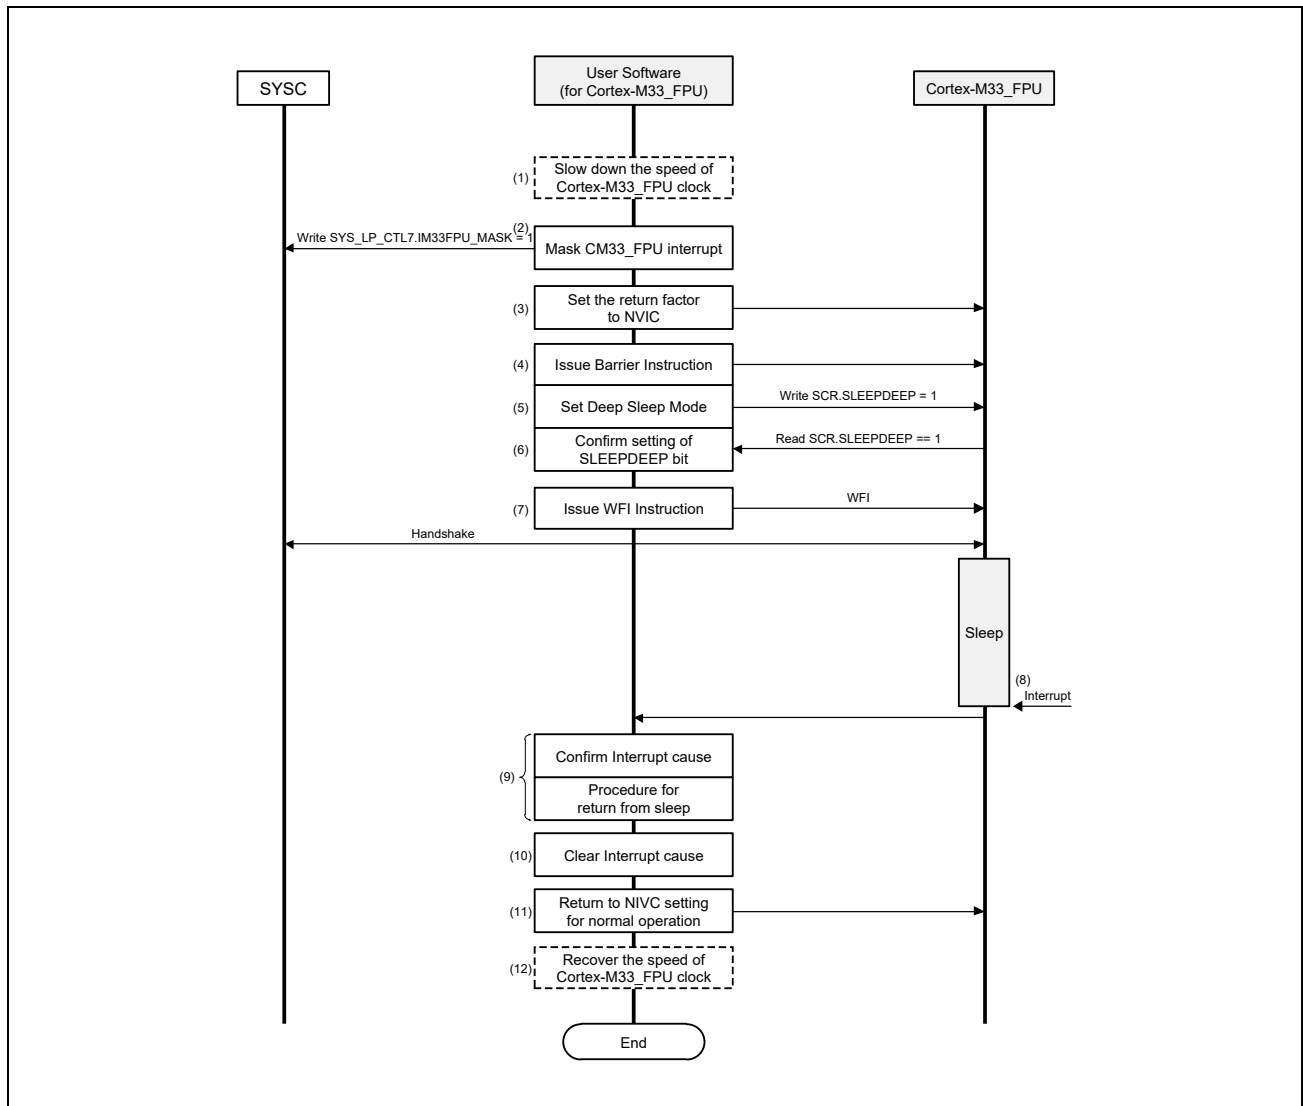 SYSC
User Software
(for Cortex-M33_FPU)
Cortex-M33_FPU
(1)
Slow down the speed of
Cortex-M33_FPU clock
(2)
Write SYS_LP_CTL7.IM33FPU_MASK = 1
Mask CM33_FPU interrupt
(3)
Set the return factor
to NVIC
(4)
Issue Barrier Instruction
(5)
Set Deep Sleep Mode
Write SCR.SLEEPDEEP = 1
(6)
Confirm setting of
SLEEPDEEP bit
Read SCR.SLEEPDEEP == 1
(7)
Issue WFI Instruction
WFI
Handshake
Sleep
(8)
Interrupt
(9)
Confirm Interrupt cause
Procedure for
return from sleep
(10)
Clear Interrupt cause
(11)
Return to NIVC setting
for normal operation
(12)
Recover the speed of
Cortex-M33_FPU clock
End